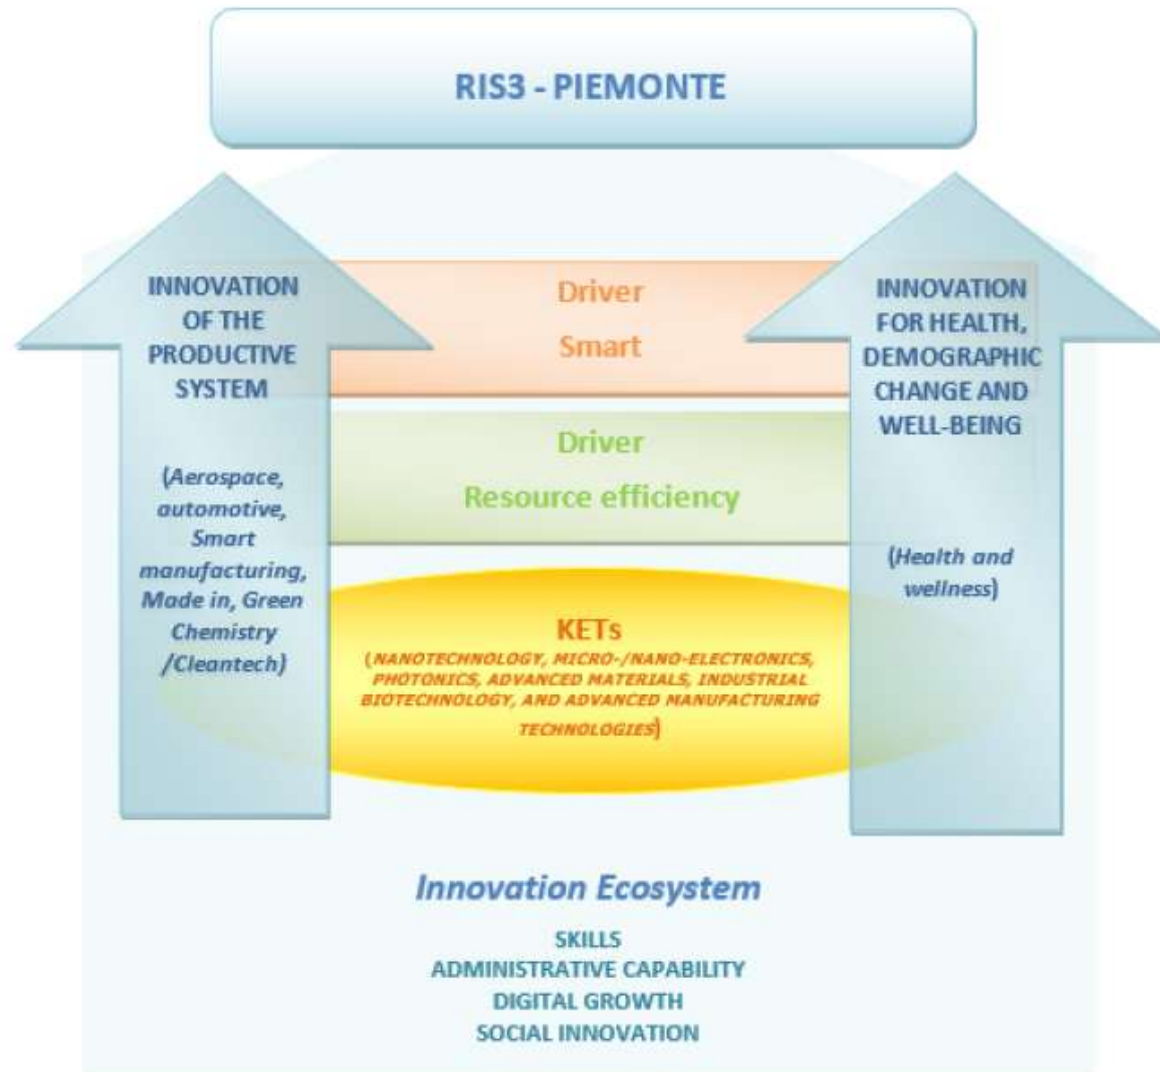 RIS3 - PIEMONTE
INNOVATION
OF THE
PRODUCTIVE
SYSTEM
(Aerospace,
automotive,
Smart
manufacturing,
Made in, Green
Chemistry
/Cleantech)
Driver
Smart
Driver
Resource efficiency
KETs
(NANOTECHNOLOGY, MICRO-/NANO-ELECTRONICS,
PHOTONICS, ADVANCED MATERIALS, INDUSTRIAL
BIOTECHNOLOGY, AND ADVANCED MANUFACTURING
TECHNOLOGIES)
INNOVATION
FOR HEALTH,
DEMOGRAPHIC
CHANGE AND
WELL-BEING
(Health and
wellness)
Innovation Ecosystem
SKILLS
ADMINISTRATIVE CAPABILITY
DIGITAL GROWTH
SOCIAL INNOVATION